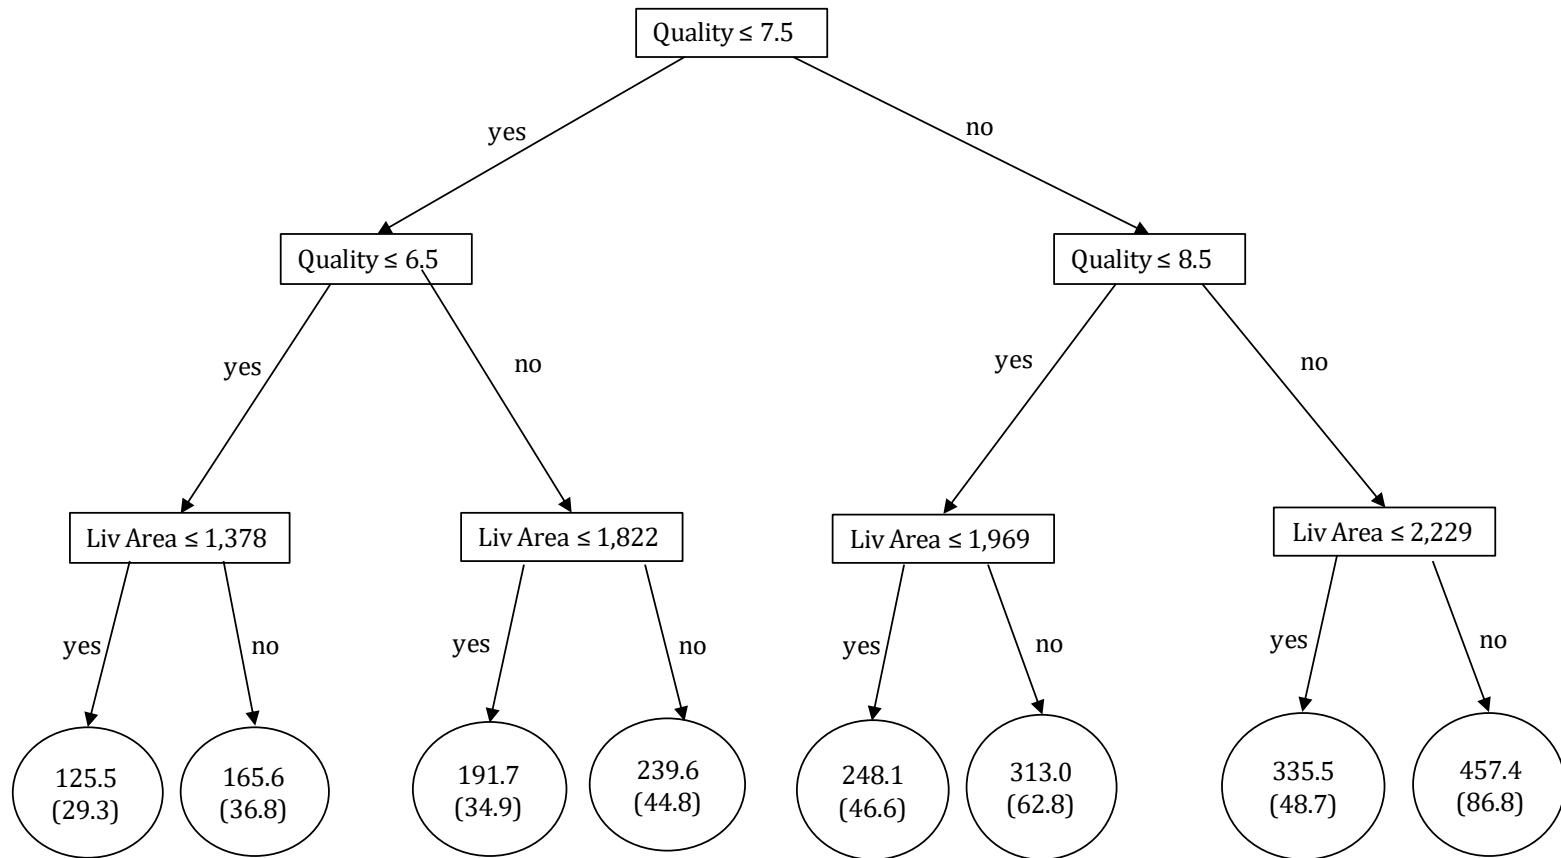 Quality ≤ 7.5
yes
no
Quality ≤ 6.5
Quality ≤ 8.5
yes
no
yes
no
Liv Area ≤ 1,378
Liv Area ≤ 1,822
Liv Area ≤ 1,969
Liv Area ≤ 2,229
yes
no
yes
no
yes
no
yes
no
125.5
(29.3)
165.6
(36.8)
191.7
(34.9)
239.6
(44.8)
248.1
(46.6)
313.0
(62.8)
335.5
(48.7)
457.4
(86.8)